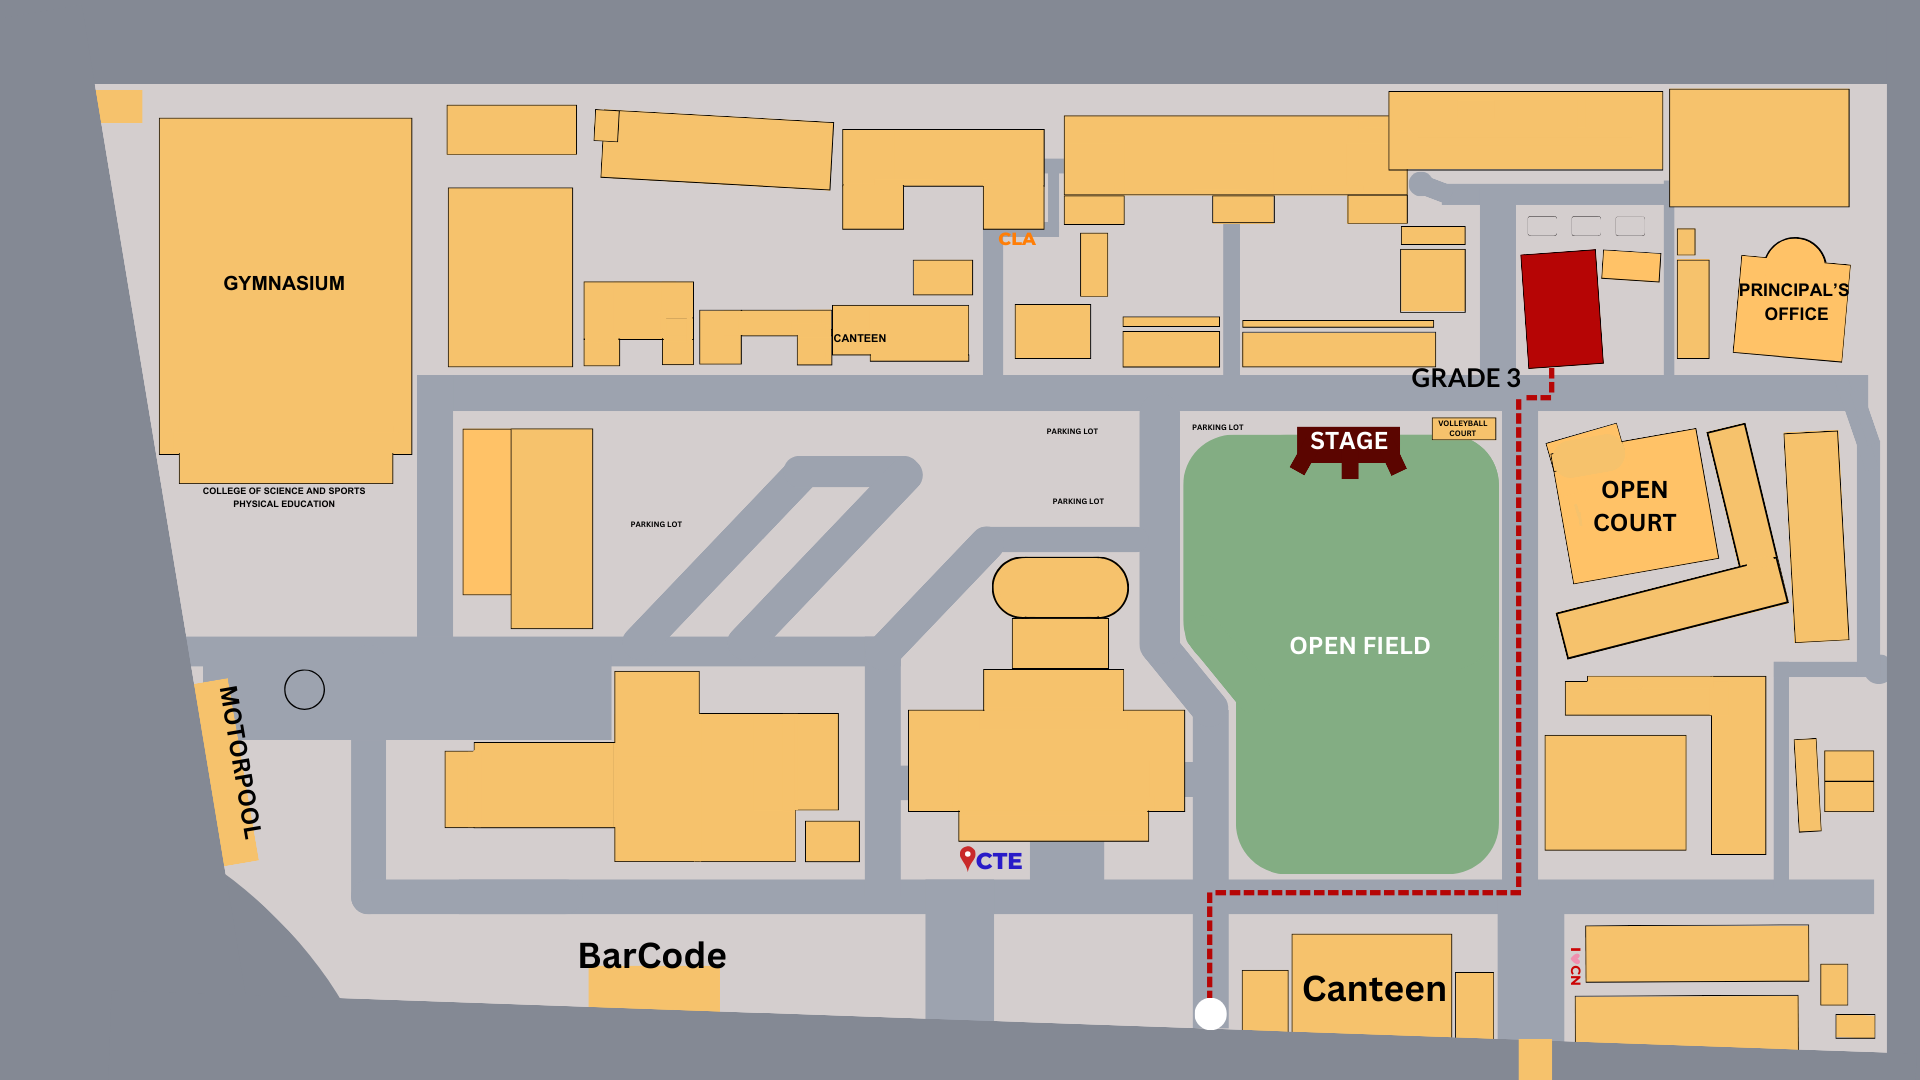 CLA
GYMNASIUM
PRINCIPAL'S
OFFICE
CANTEEN
GRADE 3
PARKING LOT
PARKING LOT
VOLLEYBALL
COURT
STAGE
COLLEGE OF SCIENCE AND SPORTS
PHYSICAL EDUCATION
OPEN
COURT
PARKING LOT
PARKING LOT
OPEN FIELD
MOTORPOOL
CTE
BarCode
Canteen
I ♥ CN